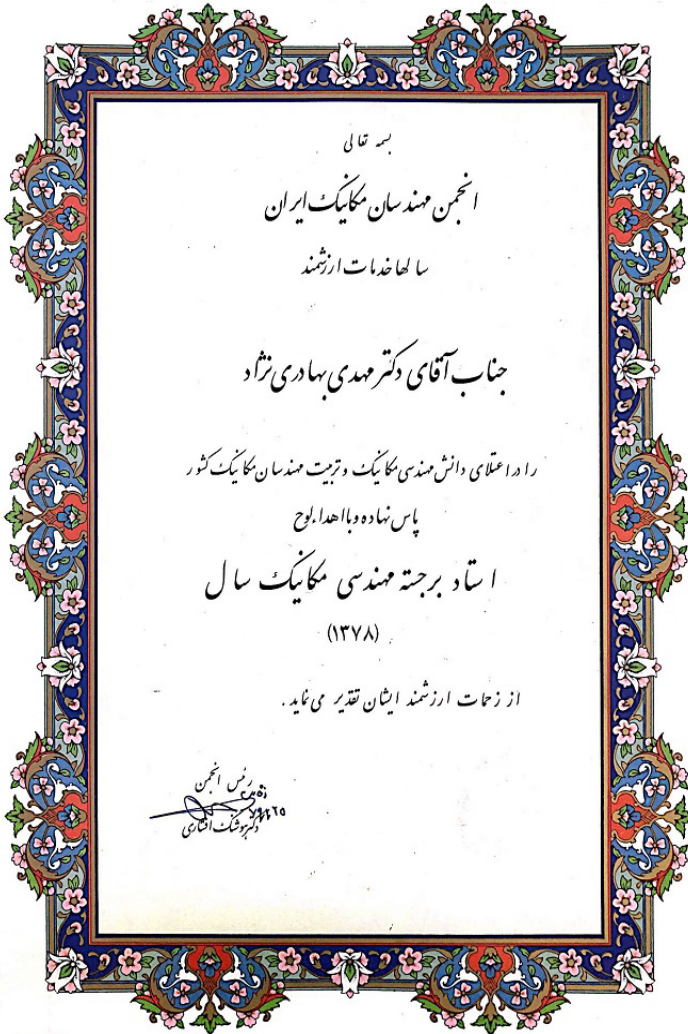 بسمه تعالی
انجمن مهندسان مکانیک ایران
سالها خدمات ارزشمند
جناب آقای دکتر مهدی بهادری نژاد
را در اعتلای دانش مهندسی مکانیک و تربیت مهندسان مکانیک کشور
پاس نهاده و با اهداء لوح
استاد برجسته مهندسی مکانیک سال
(۱۳۷۸)
از زحمات ارزشمند ایشان تقدیر می نماید .
رئیس انجمن
دکتر هوشنگ افشاری